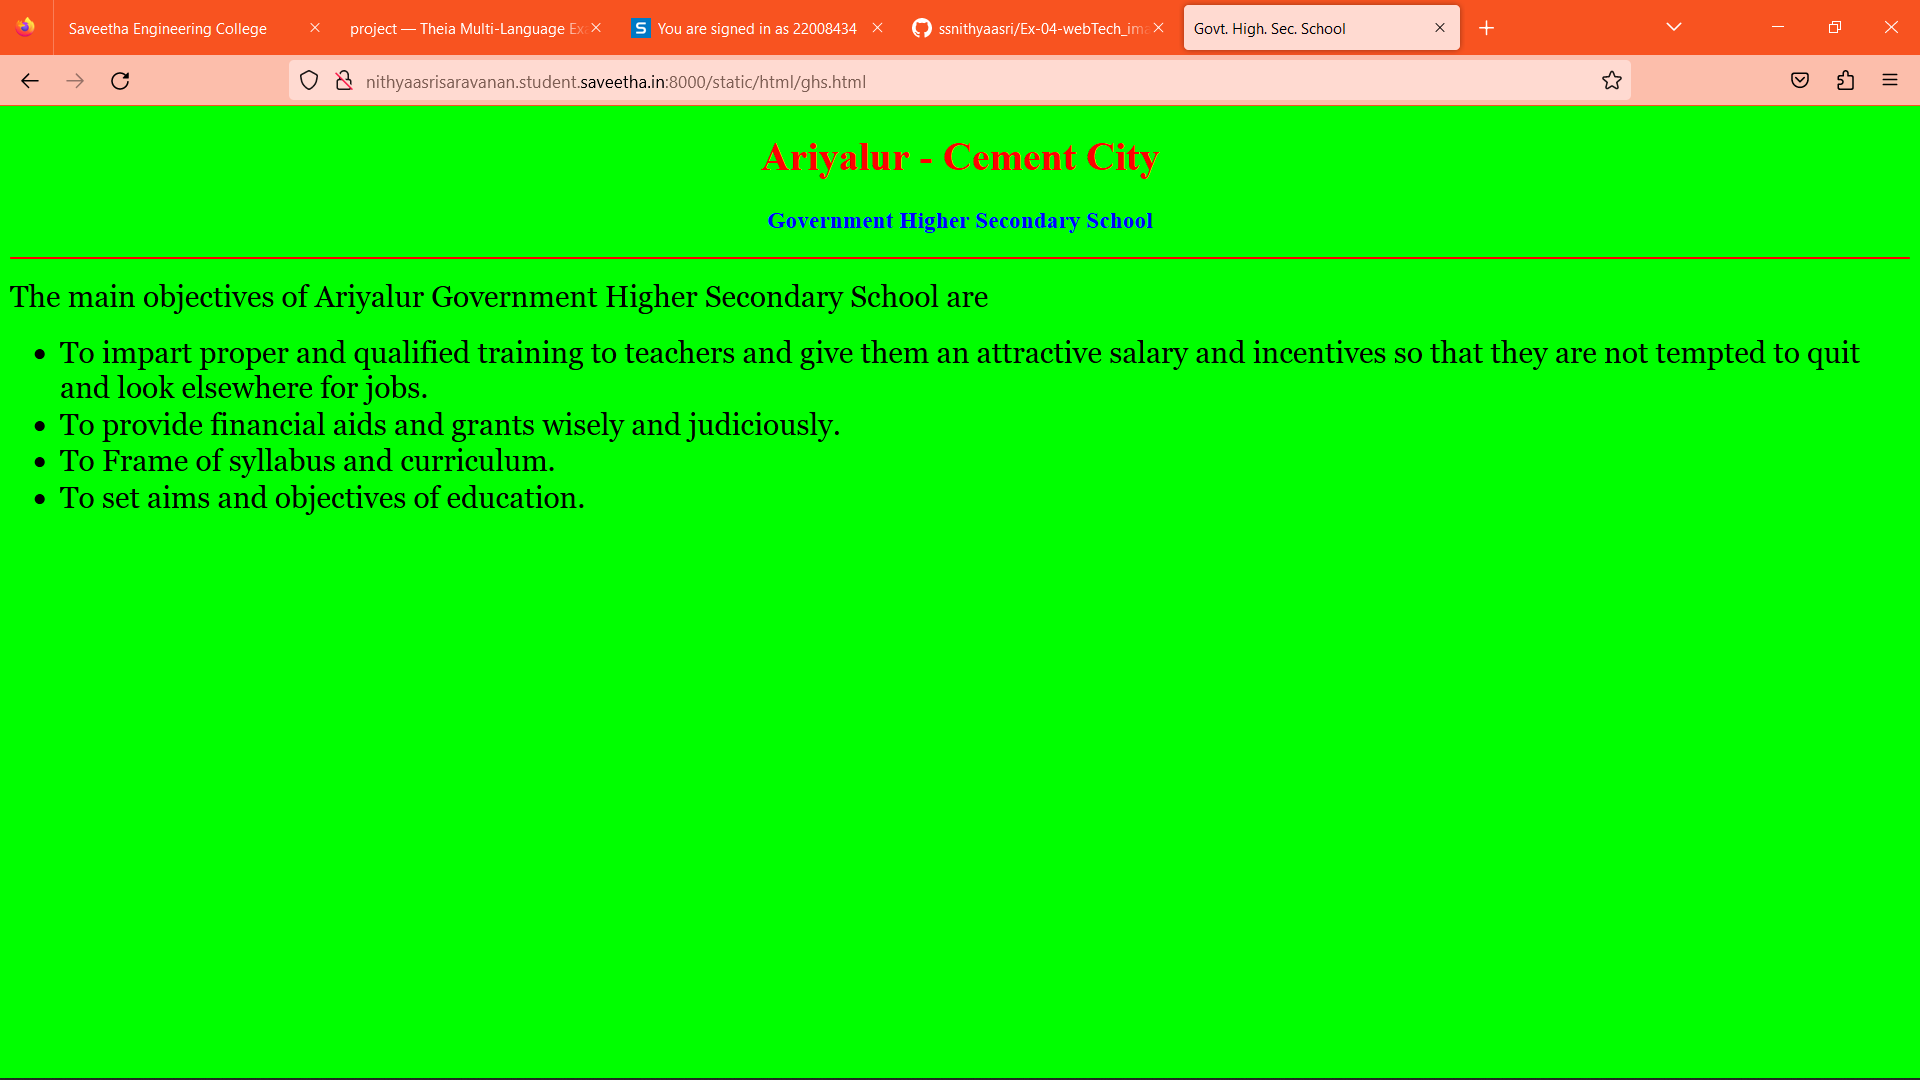 Saveetha Engineering College
project — Theia Multi-Language Ex
You are signed in as 22008434
ssnithyaasri/Ex-04-webTech_ima
Govt. High. Sec. School
nithyaasrisaravanan.student.saveetha.in:8000/static/html/ghs.html
Ariyalur - Cement City
Government Higher Secondary School
The main objectives of Ariyalur Government Higher Secondary School are
To impart proper and qualified training to teachers and give them an attractive salary and incentives so that they are not tempted to quit
and look elsewhere for jobs.
To provide financial aids and grants wisely and judiciously.
To Frame of syllabus and curriculum.
To set aims and objectives of education.